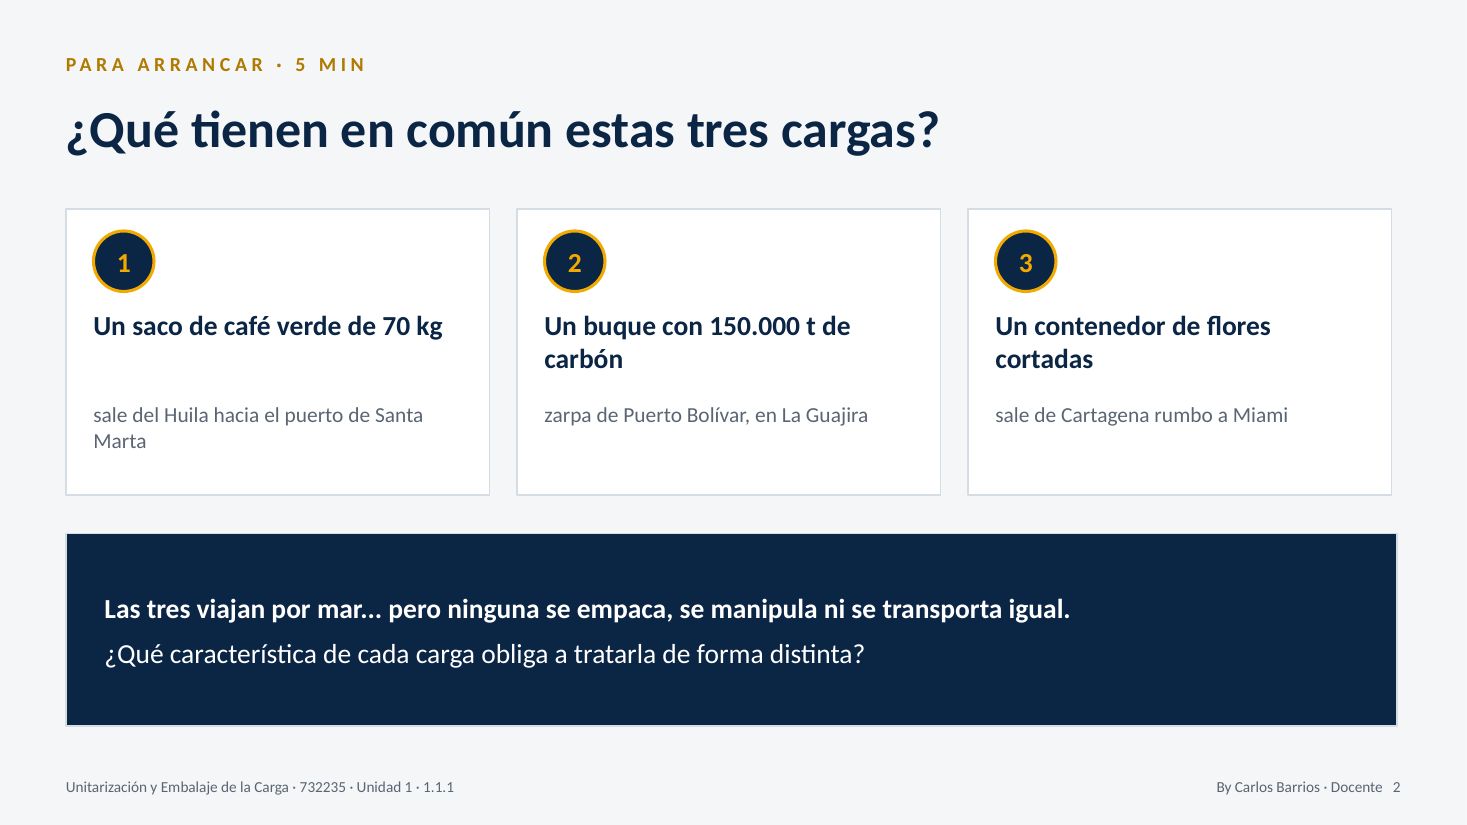 PARA ARRANCAR · 5 MIN
¿Qué tienen en común estas tres cargas?
1
Un saco de café verde de 70 kg
sale del Huila hacia el puerto de Santa
Marta
2
Un buque con 150.000 t de
carbón
zarpa de Puerto Bolívar, en La Guajira
3
Un contenedor de flores
cortadas
sale de Cartagena rumbo a Miami
Las tres viajan por mar... pero ninguna se empaca, se manipula ni se transporta igual.
¿Qué característica de cada carga obliga a tratarla de forma distinta?
Unitarización y Embalaje de la Carga · 732235 · Unidad 1 · 1.1.1
By Carlos Barrios · Docente 2